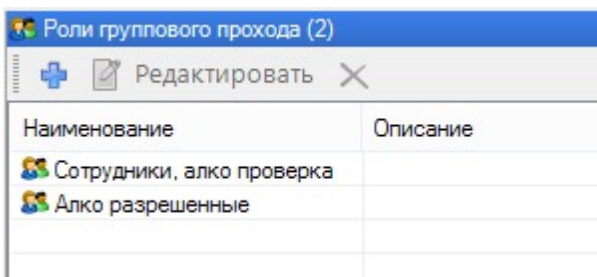 Роли группового прохода (2)
Редактировать
Наименование Описание
Сотрудники, алко проверка
Алко разрешенные